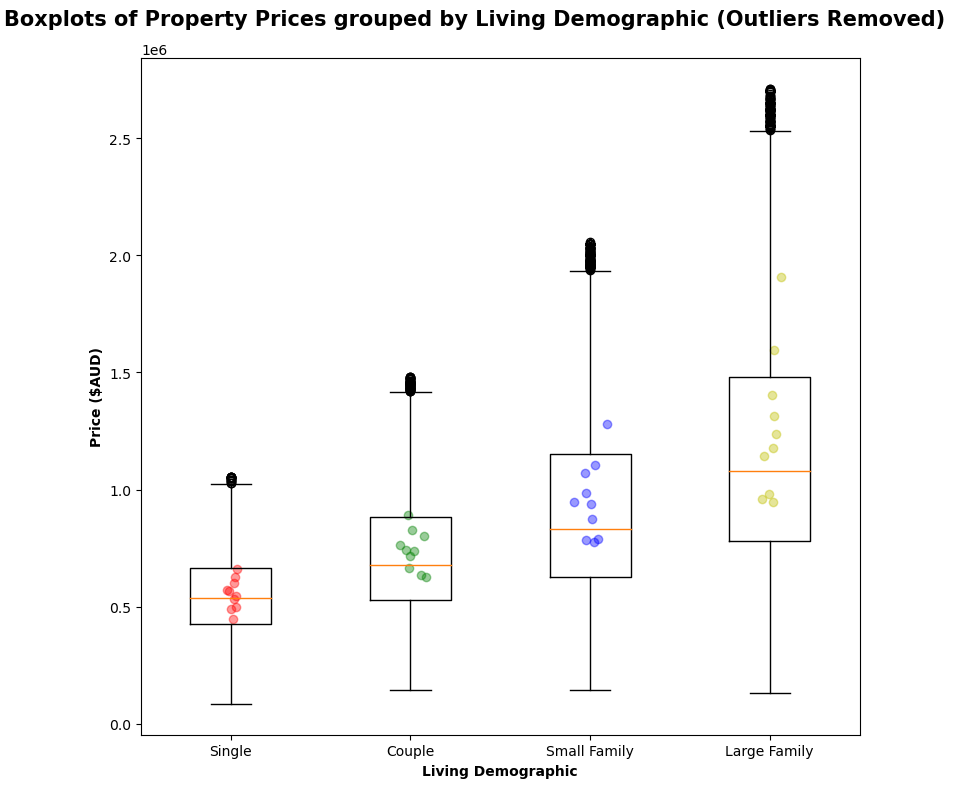 Boxplots of Property Prices grouped by Living Demographic (Outliers Removed)
1e6
2.5
2.0
1.5
1.0
0.5
0.0
Price ($AUD)
Single
Couple
Small Family
Large Family
Living Demographic